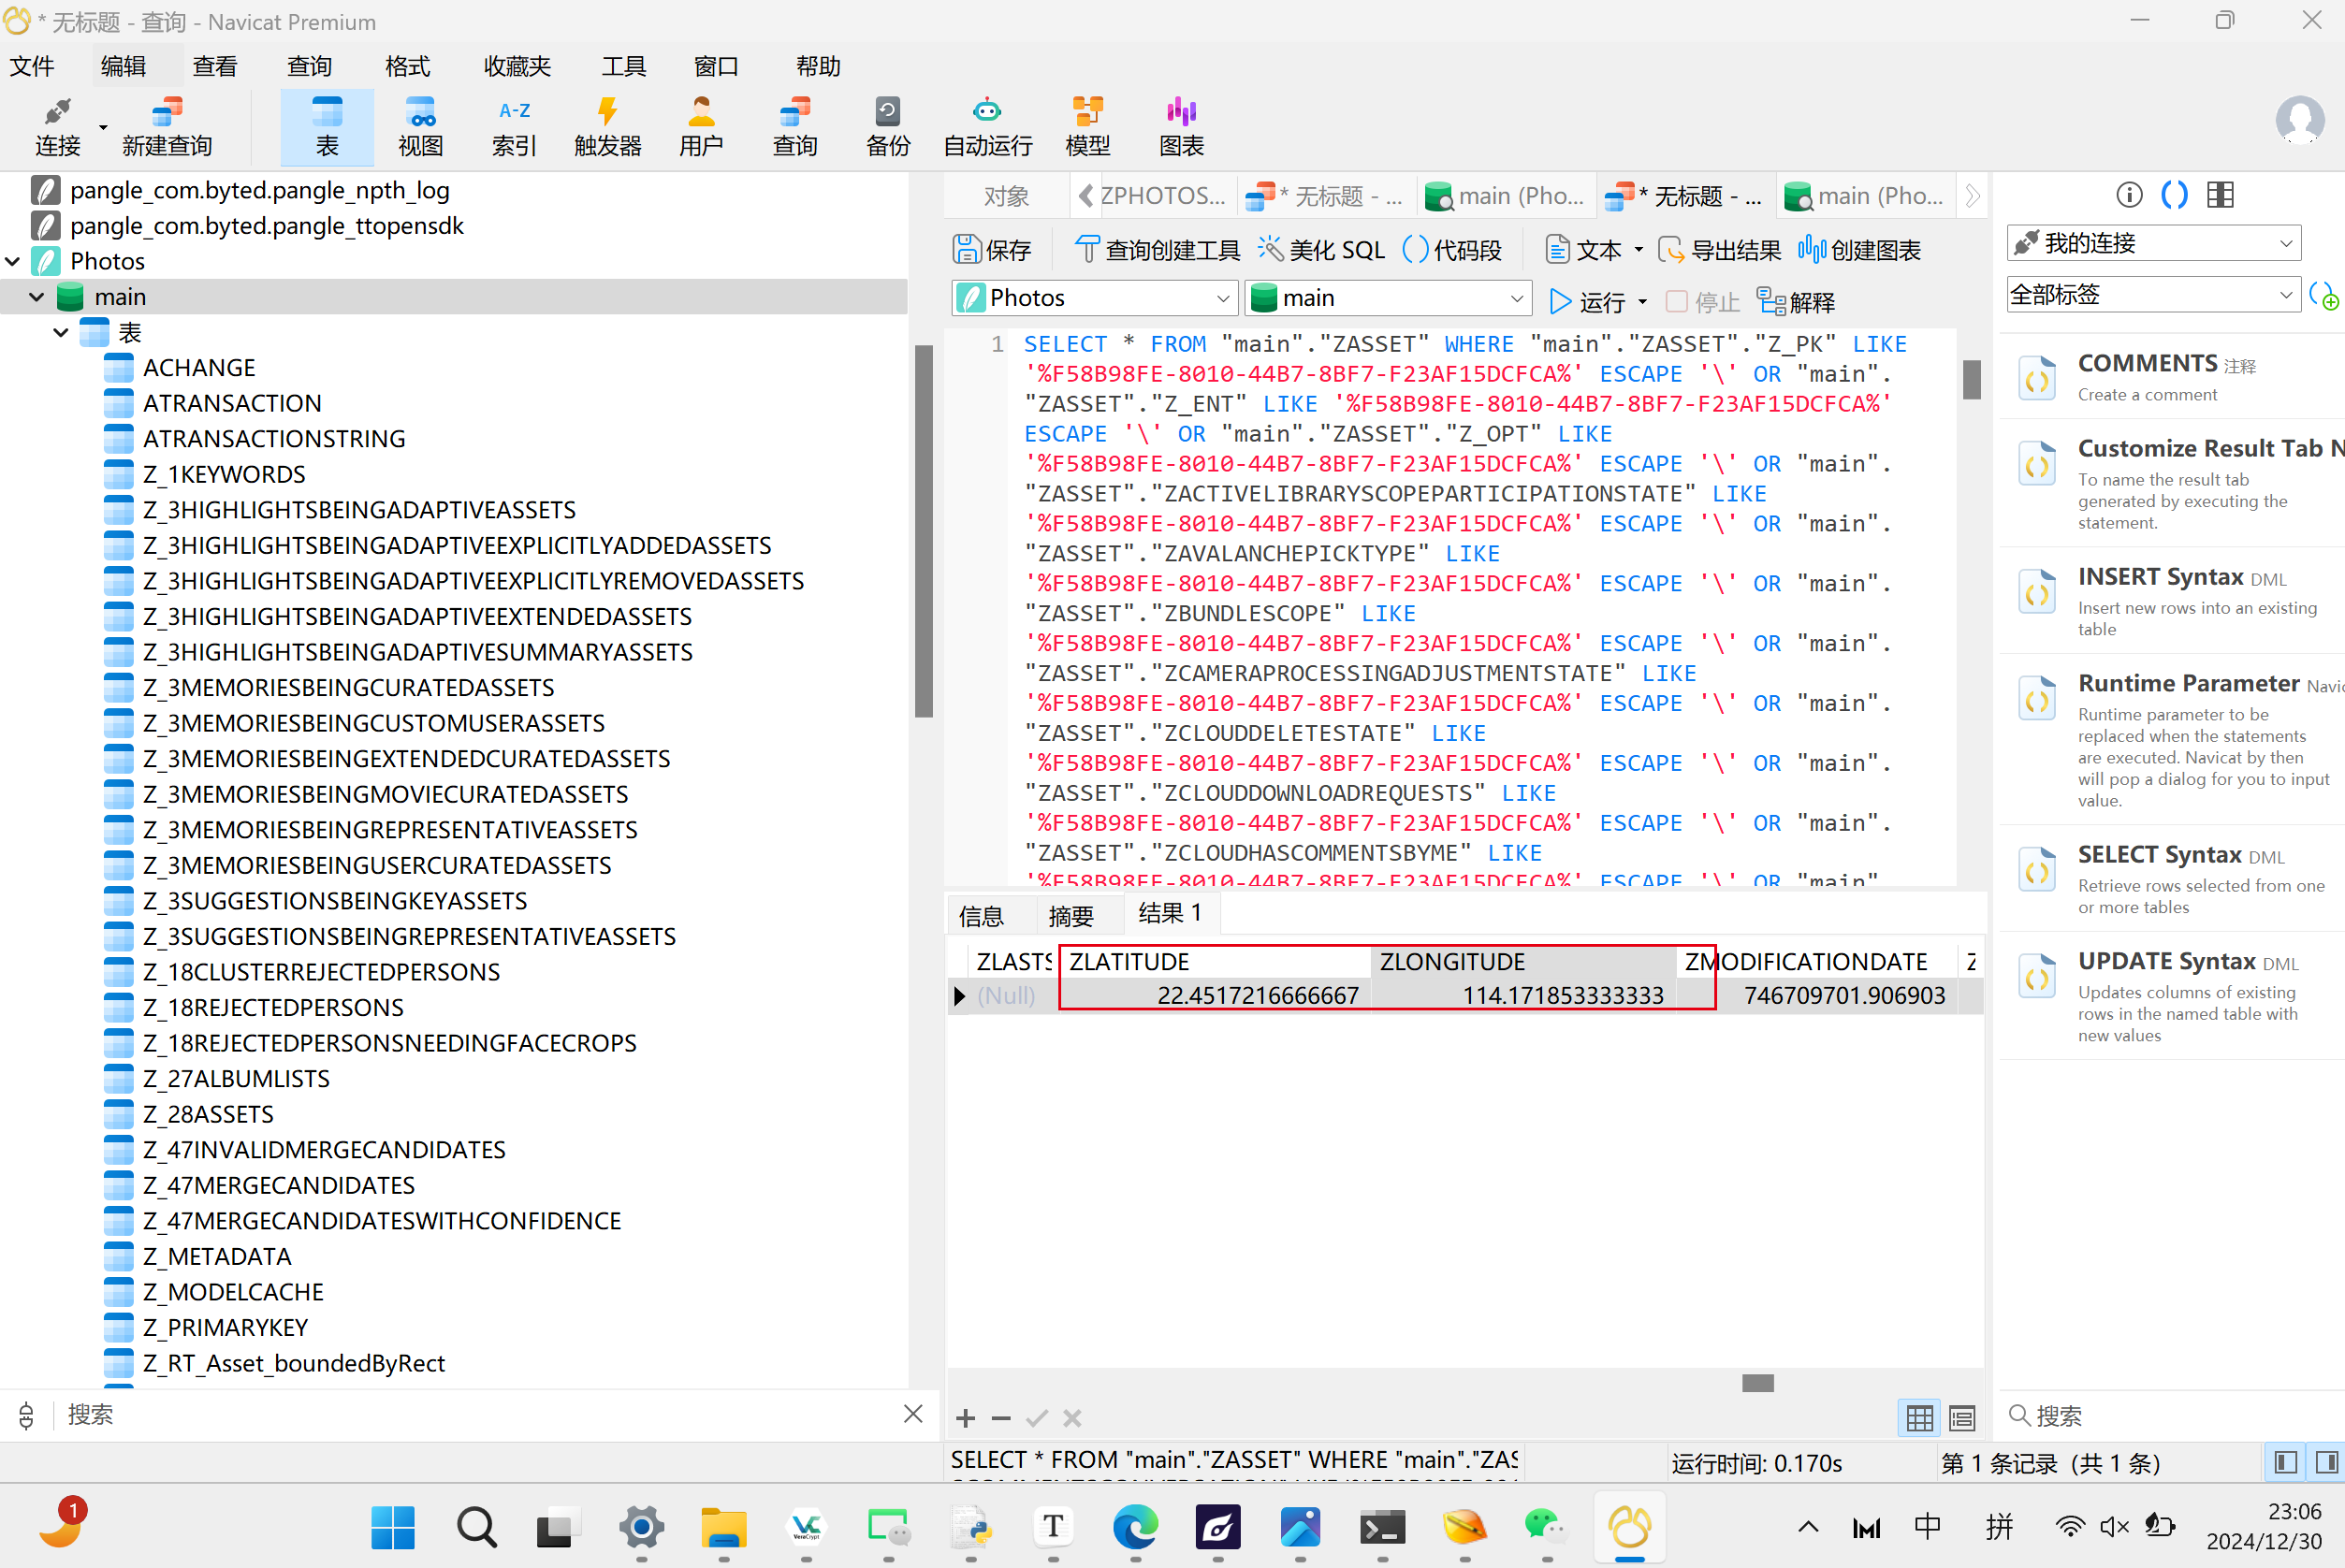 * 无标题 - 查询 - Navicat Premium
文件 编辑 查看 查询 格式 收藏夹 工具 窗口 帮助
连接 新建查询 表 视图 A-Z 索引 触发器 用户 查询 备份 自动运行 模型 图表
pangle_com.byted.pangle_npth_log
pangle_com.byted.pangle_ttopensdk
Photos
main
表
ACHANGE
ATRANSACTION
ATRANSACTIONSTRING
Z_1KEYWORDS
Z_3HIGHLIGHTSBEINGADAPTIVEASSETS
Z_3HIGHLIGHTSBEINGADAPTIVEEXPLICITLYADDEDASSETS
Z_3HIGHLIGHTSBEINGADAPTIVEEXPLICITLYREMOVEDASSETS
Z_3HIGHLIGHTSBEINGADAPTIVEEXTENDEDASSETS
Z_3HIGHLIGHTSBEINGADAPTIVESUMMARYASSETS
Z_3MEMORIESBEINGCURATEDASSETS
Z_3MEMORIESBEINGCUSTOMUSERASSETS
Z_3MEMORIESBEINGEXTENDEDCURATEDASSETS
Z_3MEMORIESBEINGMOVIECURATEDASSETS
Z_3MEMORIESBEINGREPRESENTATIVEASSETS
Z_3MEMORIESBEINGUSERCURATEDASSETS
Z_3SUGGESTIONSBEINGKEYASSETS
Z_3SUGGESTIONSBEINGREPRESENTATIVEASSETS
Z_18CLUSTERREJECTEDPERSONS
Z_18REJECTEDPERSONS
Z_18REJECTEDPERSONSNEEDINGFACECROPS
Z_27ALBUMLISTS
Z_28ASSETS
Z_47INVALIDMERGECANDIDATES
Z_47MERGECANDIDATES
Z_47MERGECANDIDATESWITHCONFIDENCE
Z_METADATA
Z_MODELCACHE
Z_PRIMARYKEY
Z_RT_Asset_boundedByRect
搜索
对象 ZPHOTOS... * 无标题 - ... main (Pho... * 无标题 - ... main (Pho...
保存 查询创建工具 美化 SQL 代码段 文本 导出结果 创建图表
Photos main 运行 停止 解释
1 SELECT * FROM "main"."ZASSET" WHERE "main"."ZASSET"."Z_PK" LIKE
'%F58B98FE-8010-44B7-8BF7-F23AF15DCFCA%' ESCAPE '\' OR "main".
"ZASSET"."Z_ENT" LIKE '%F58B98FE-8010-44B7-8BF7-F23AF15DCFCA%'
ESCAPE '\' OR "main"."ZASSET"."Z_OPT" LIKE
'%F58B98FE-8010-44B7-8BF7-F23AF15DCFCA%' ESCAPE '\' OR "main".
"ZASSET"."ZACTIVELIBRARYSCOPEPARTICIPATIONSTATE" LIKE
'%F58B98FE-8010-44B7-8BF7-F23AF15DCFCA%' ESCAPE '\' OR "main".
"ZASSET"."ZAVALANCHEPICKTYPE" LIKE
'%F58B98FE-8010-44B7-8BF7-F23AF15DCFCA%' ESCAPE '\' OR "main".
"ZASSET"."ZBUNDLESCOPE" LIKE
'%F58B98FE-8010-44B7-8BF7-F23AF15DCFCA%' ESCAPE '\' OR "main".
"ZASSET"."ZCAMERAPROCESSINGADJUSTMENTSTATE" LIKE
'%F58B98FE-8010-44B7-8BF7-F23AF15DCFCA%' ESCAPE '\' OR "main".
"ZASSET"."ZCLOUDDELETESTATE" LIKE
'%F58B98FE-8010-44B7-8BF7-F23AF15DCFCA%' ESCAPE '\' OR "main".
"ZASSET"."ZCLOUDDOWNLOADREQUESTS" LIKE
'%F58B98FE-8010-44B7-8BF7-F23AF15DCFCA%' ESCAPE '\' OR "main".
"ZASSET"."ZCLOUDHASCOMMENTSBYME" LIKE
'%F58B98FE-8010-44B7-8BF7-F23AF15DCFCA%' ESCAPE '\' OR "main"
信息 摘要 结果 1
ZLASTS ZLATITUDE ZLONGITUDE ZMODIFICATIONDATE Z
(Null) 22.4517216666667 114.171853333333 746709701.906903
SELECT * FROM "main"."ZASSET" WHERE "main"."ZAS 运行时间: 0.170s 第 1 条记录 (共 1 条)
我的连接
全部标签
COMMENTS 注释
Create a comment
Customize Result Tab N
To name the result tab
generated by executing the
statement.
INSERT Syntax DML
Insert new rows into an existing
table
Runtime Parameter Navic
Runtime parameter to be
replaced when the statements
are executed. Navicat by then
will pop a dialog for you to input
value.
SELECT Syntax DML
Retrieve rows selected from one
or more tables
UPDATE Syntax DML
Updates columns of existing
rows in the named table with
new values
搜索
1 VeraCrypt T 中 拼 23:06
2024/12/30